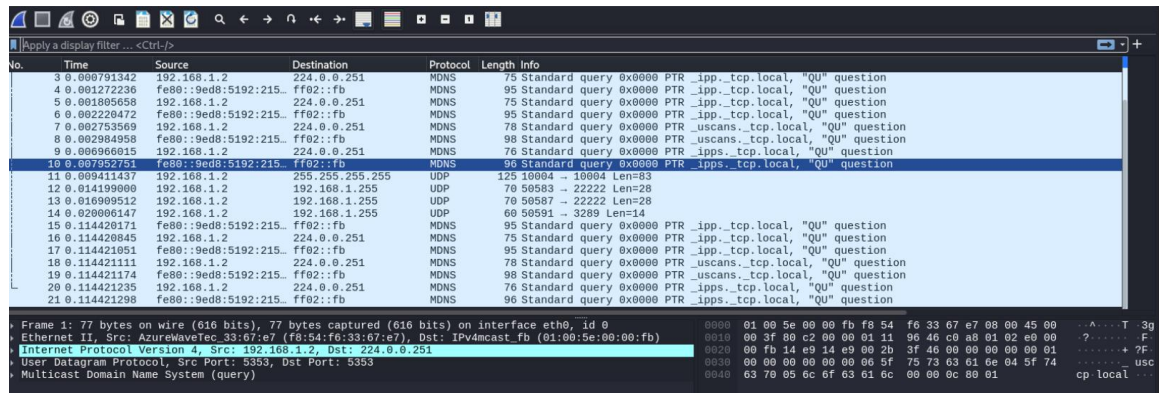 Apply a display filter ... <Ctrl-/>
No. Time Source Destination Protocol Length Info
3 0.000791342 192.168.1.2 224.0.0.251 MDNS 75 Standard query 0x0000 PTR _ipp._tcp.local, "QU" question
4 0.001272236 fe80::9ed8:5192:215… ff02::fb MDNS 95 Standard query 0x0000 PTR _ipp._tcp.local, "QU" question
5 0.001805658 192.168.1.2 224.0.0.251 MDNS 75 Standard query 0x0000 PTR _ipp._tcp.local, "QU" question
6 0.002220472 fe80::9ed8:5192:215… ff02::fb MDNS 95 Standard query 0x0000 PTR _ipp._tcp.local, "QU" question
7 0.002753569 192.168.1.2 224.0.0.251 MDNS 78 Standard query 0x0000 PTR _uscans._tcp.local, "QU" question
8 0.002984958 fe80::9ed8:5192:215… ff02::fb MDNS 98 Standard query 0x0000 PTR _uscans._tcp.local, "QU" question
9 0.006966015 192.168.1.2 224.0.0.251 MDNS 76 Standard query 0x0000 PTR _ipps._tcp.local, "QU" question
10 0.007952751 fe80::9ed8:5192:215… ff02::fb MDNS 96 Standard query 0x0000 PTR _ipps._tcp.local, "QU" question
11 0.009411437 192.168.1.2 255.255.255.255 UDP 125 10004 → 10004 Len=83
12 0.014199000 192.168.1.2 192.168.1.255 UDP 70 50583 → 22222 Len=28
13 0.016909512 192.168.1.2 192.168.1.255 UDP 70 50587 → 22222 Len=28
14 0.020006147 192.168.1.2 192.168.1.255 UDP 60 50591 → 3289 Len=14
15 0.114420171 fe80::9ed8:5192:215… ff02::fb MDNS 95 Standard query 0x0000 PTR _ipp._tcp.local, "QU" question
16 0.114420845 192.168.1.2 224.0.0.251 MDNS 75 Standard query 0x0000 PTR _ipp._tcp.local, "QU" question
17 0.114421051 fe80::9ed8:5192:215… ff02::fb MDNS 95 Standard query 0x0000 PTR _ipp._tcp.local, "QU" question
18 0.114421111 192.168.1.2 224.0.0.251 MDNS 78 Standard query 0x0000 PTR _uscans._tcp.local, "QU" question
19 0.114421174 fe80::9ed8:5192:215… ff02::fb MDNS 98 Standard query 0x0000 PTR _uscans._tcp.local, "QU" question
20 0.114421235 192.168.1.2 224.0.0.251 MDNS 76 Standard query 0x0000 PTR _ipps._tcp.local, "QU" question
21 0.114421298 fe80::9ed8:5192:215… ff02::fb MDNS 96 Standard query 0x0000 PTR _ipps._tcp.local, "QU" question
Frame 1: 77 bytes on wire (616 bits), 77 bytes captured (616 bits) on interface eth0, id 0
Ethernet II, Src: AzureWaveTec_33:67:e7 (f8:54:f6:33:67:e7), Dst: IPv4mcast_fb (01:00:5e:00:00:fb)
Internet Protocol Version 4, Src: 192.168.1.2, Dst: 224.0.0.251
User Datagram Protocol, Src Port: 5353, Dst Port: 5353
Multicast Domain Name System (query)
0000 01 00 5e 00 00 fb f8 54 f6 33 67 e7 08 00 45 00 ··^····T ·3g
0010 00 3f 80 c2 00 00 01 11 96 46 c0 a8 01 02 e0 00 ·?······ ·F·
0020 00 fb 14 e9 14 e9 00 2b 3f 46 00 00 00 00 00 01 ·······+ ?F·
0030 00 00 00 00 00 00 06 5f 75 73 63 61 6e 04 5f 74 ·······_ usc
0040 63 70 05 6c 6f 63 61 6c 00 00 0c 80 01 cp·local ···